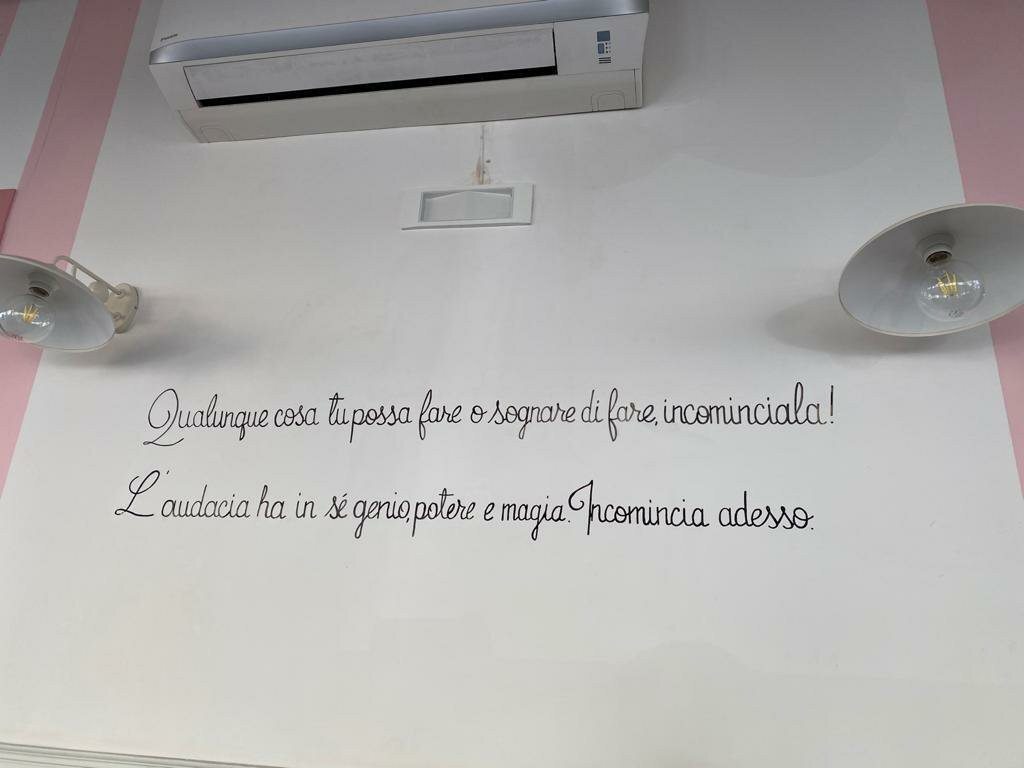 Qualunque cosa tu possa fare o sognare di fare, incominciala!
L'audacia ha in sé genio, potere e magia. Incomincia adesso.